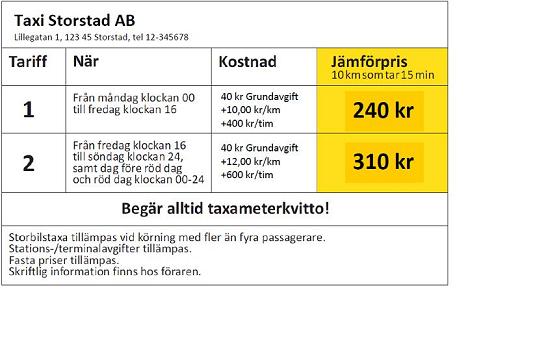 Taxi Storstad AB
Lillegatan 1, 123 45 Storstad, tel 12-345678
Tariff När Kostnad Jämförpris
10 km som tar 15 min
1
Från måndag klockan 00
till fredag klockan 16
40 kr Grundavgift
+10,00 kr/km
+400 kr/tim
240 kr
2
Från fredag klockan 16
till söndag klockan 24,
samt dag före röd dag
och röd dag klockan 00-24
40 kr Grundavgift
+12,00 kr/km
+600 kr/tim
310 kr
Begär alltid taxameterkvitto!
Storbilstaxa tillämpas vid körning med fler än fyra passagerare.
Stations-/terminalavgifter tillämpas.
Fasta priser tillämpas.
Skriftlig information finns hos föraren.